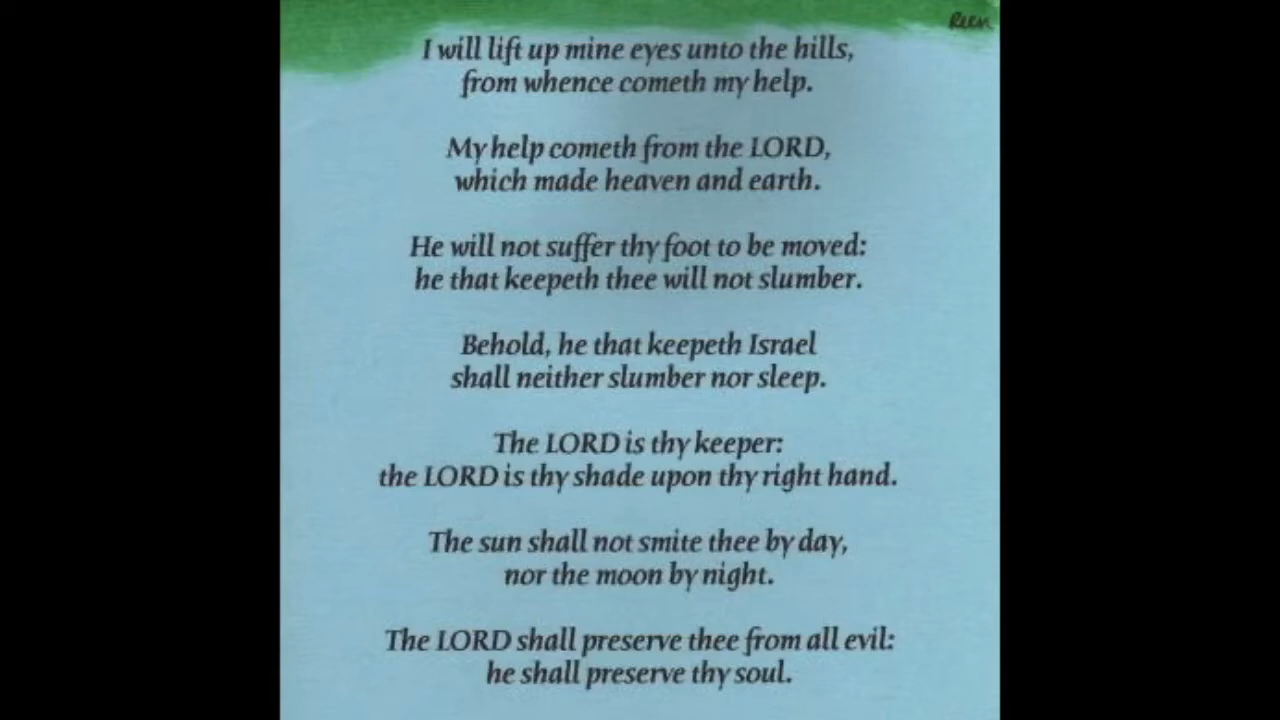 Reen
I will lift up mine eyes unto the hills,
from whence cometh my help.
My help cometh from the LORD,
which made heaven and earth.
He will not suffer thy foot to be moved:
he that keepeth thee will not slumber.
Behold, he that keepeth Israel
shall neither slumber nor sleep.
The LORD is thy keeper:
the LORD is thy shade upon thy right hand.
The sun shall not smite thee by day,
nor the moon by night.
The LORD shall preserve thee from all evil:
he shall preserve thy soul.